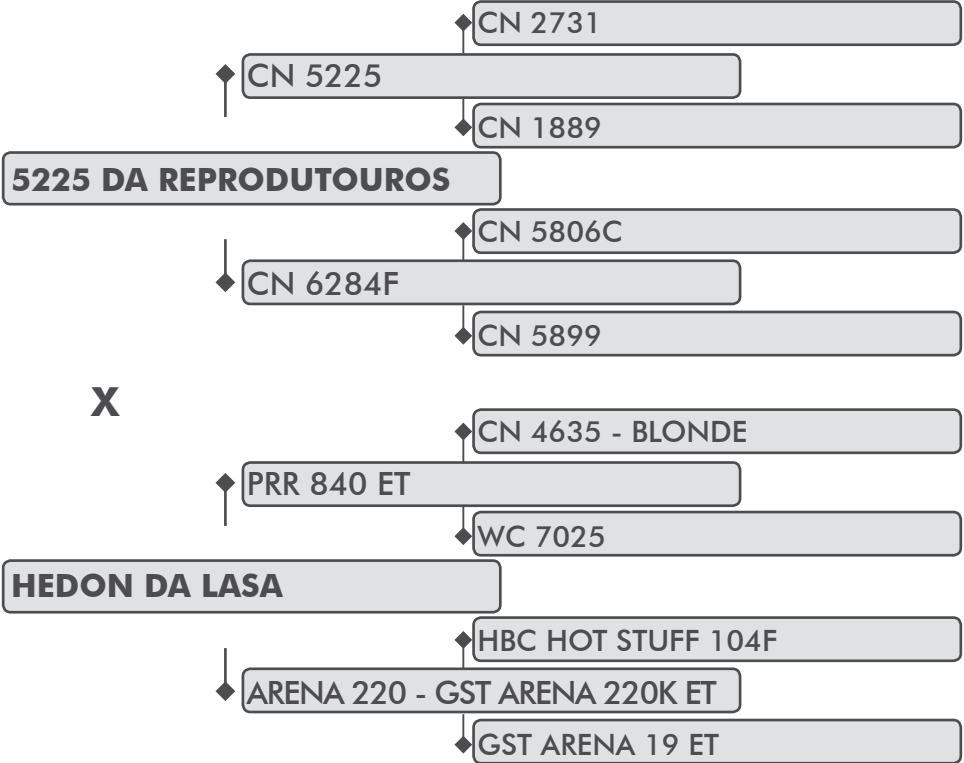 CN 2731
CN 5225
CN 1889
5225 DA REPRODUTOUROS
CN 5806C
CN 6284F
CN 5899
X
CN 4635 - BLONDE
PRR 840 ET
WC 7025
HEDON DA LASA
HBC HOT STUFF 104F
ARENA 220 - GST ARENA 220K ET
GST ARENA 19 ET